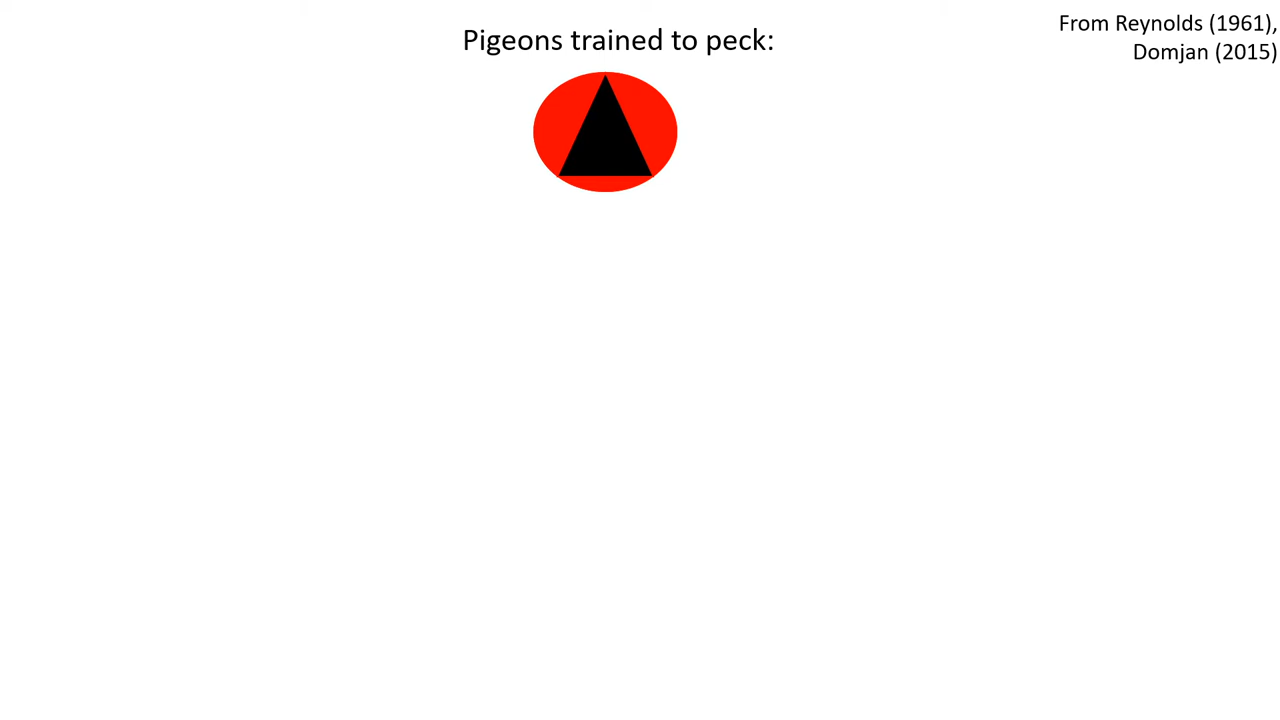 Pigeons trained to peck:
From Reynolds (1961),
Domjan (2015)